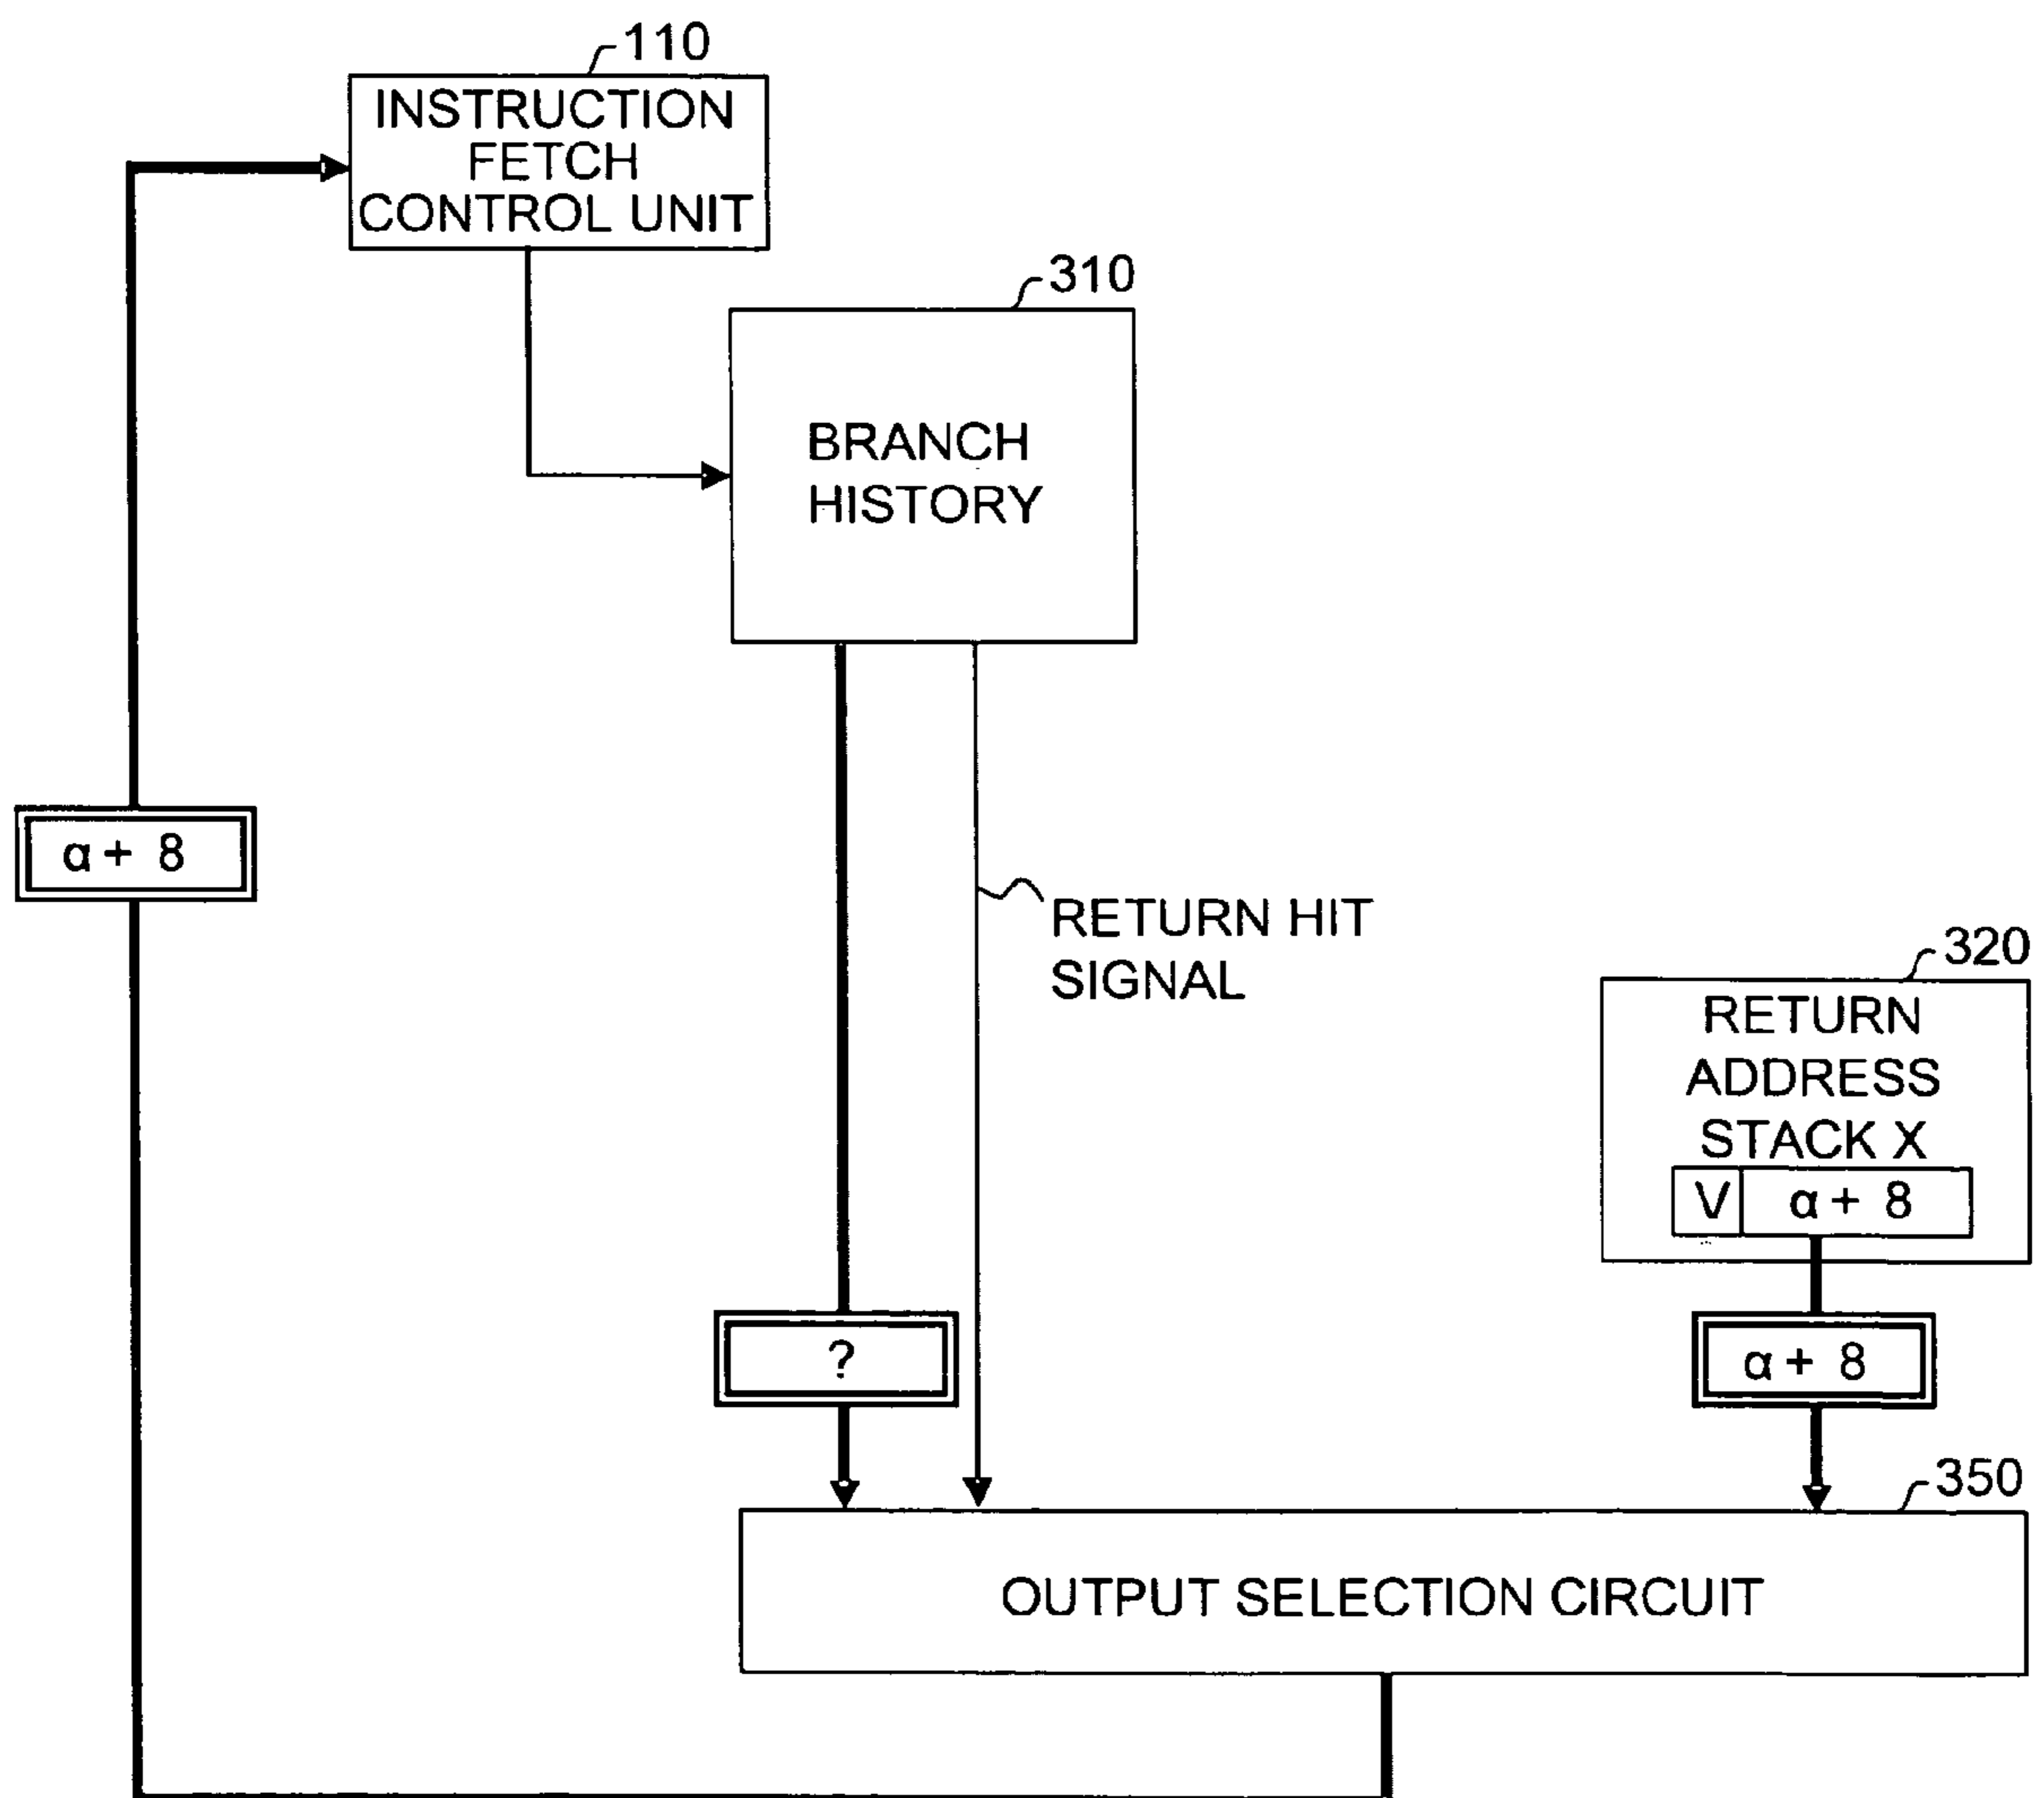 110
INSTRUCTION
FETCH
CONTROL UNIT
310
BRANCH
HISTORY
α + 8
RETURN HIT
SIGNAL
320
RETURN
ADDRESS
STACK X
V α + 8
?
α + 8
350
OUTPUT SELECTION CIRCUIT